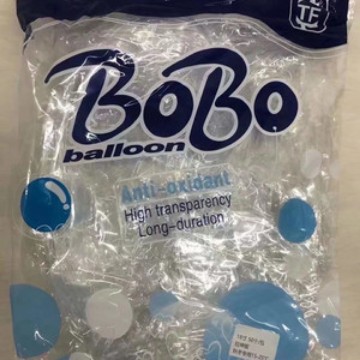 BoBo
balloon
Anti-oxidant
High transparency
Long-duration